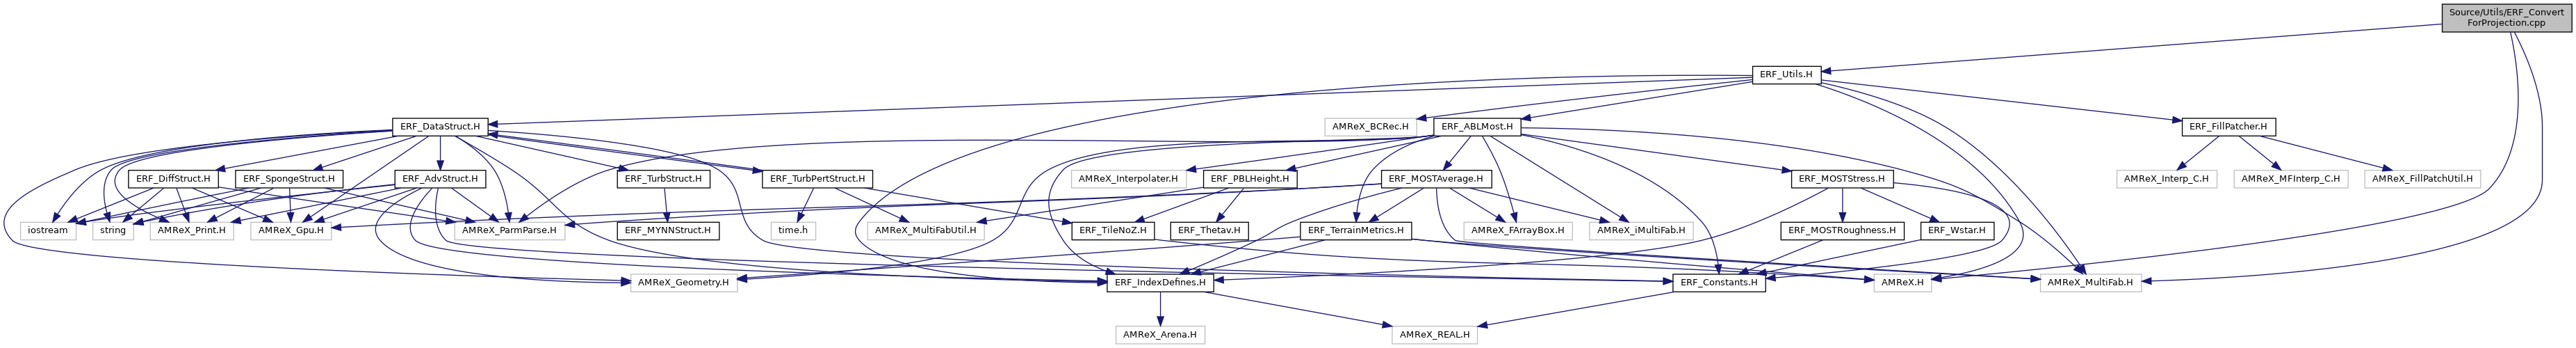 Source/Utils/ERF_Convert
ForProjection.cpp
ERF_Utils.H
ERF_DataStruct.H
AMReX_BCRec.H
ERF_ABLMost.H
ERF_FillPatcher.H
ERF_DiffStruct.H
ERF_SpongeStruct.H
ERF_AdvStruct.H
ERF_TurbStruct.H
ERF_TurbPertStruct.H
AMReX_Interpolater.H
ERF_PBLHeight.H
ERF_MOSTAverage.H
ERF_MOSTStress.H
AMReX_Interp_C.H
AMReX_MFInterp_C.H
AMReX_FillPatchUtil.H
iostream
string
AMReX_Print.H
AMReX_Gpu.H
AMReX_ParmParse.H
ERF_MYNNStruct.H
time.h
AMReX_MultiFabUtil.H
ERF_TileNoZ.H
ERF_Thetav.H
ERF_TerrainMetrics.H
AMReX_FArrayBox.H
AMReX_iMultiFab.H
ERF_MOSTRoughness.H
ERF_Wstar.H
AMReX_Geometry.H
ERF_IndexDefines.H
ERF_Constants.H
AMReX.H
AMReX_MultiFab.H
AMReX_Arena.H
AMReX_REAL.H